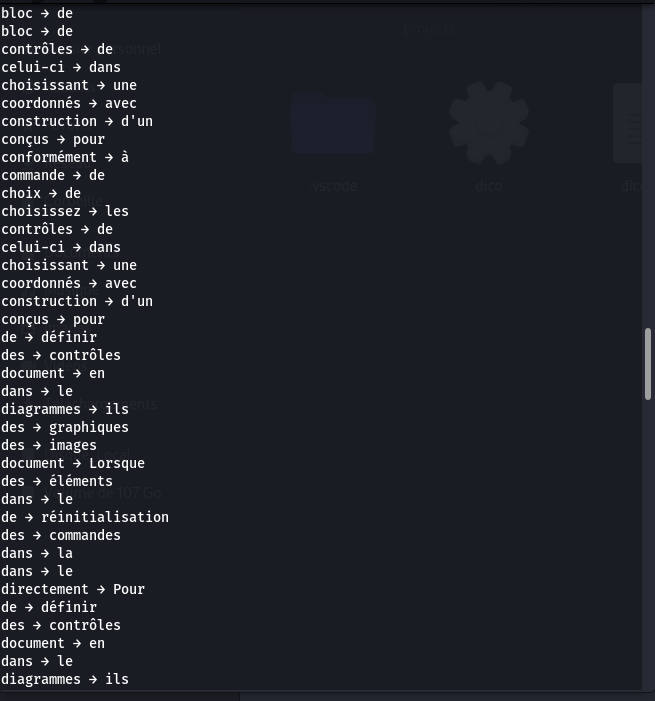 bloc → de
bloc → de
contrôles → de
celui-ci → dans
choisissant → une
coordonnés → avec
construction → d'un
conçus → pour
conformément → à
commande → de
choix → de
choisissez → les
contrôles → de
celui-ci → dans
choisissant → une
coordonnés → avec
construction → d'un
conçus → pour
de → définir
des → contrôles
document → en
dans → le
diagrammes → ils
des → graphiques
des → images
document → Lorsque
des → éléments
dans → le
de → réinitialisation
des → commandes
dans → la
dans → le
directement → Pour
de → définir
des → contrôles
document → en
dans → le
diagrammes → ils
projects
.vscode
dico